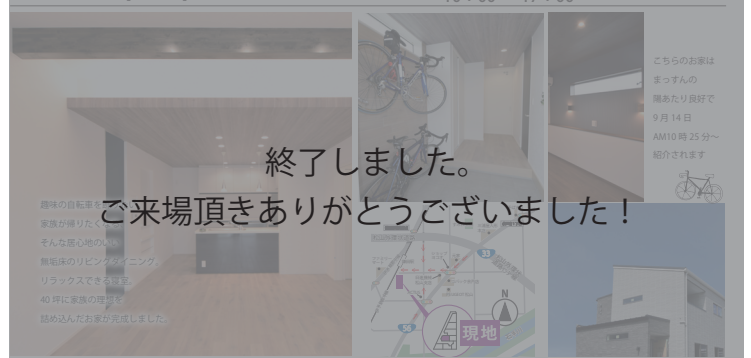 こちらのお家は
まっすんの
陽あたり良好で
9月14日
AM10時25分〜
紹介されます
終了しました。
ご来場頂きありがとうございました！
趣味の自転車を
家族が帰りたく
そんな居心地のいい
無垢床のリビングダイニング。
リラックスできる寝室。
40坪に家族の理想を
詰め込んだお家が完成しました。
33
N
56
現地